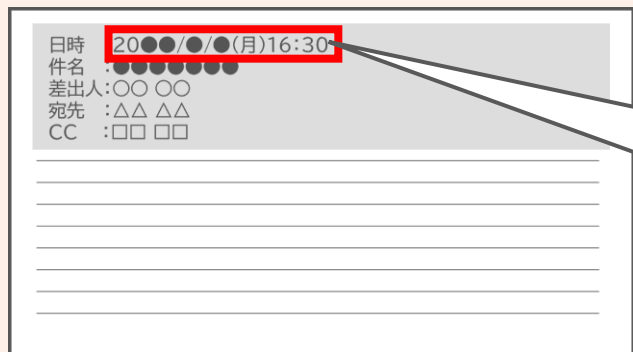 日時 20●●/●/●(月)16:30
件名 :●●●●●●●
差出人:○○ ○○
宛先 :△△ △△
CC :□□ □□